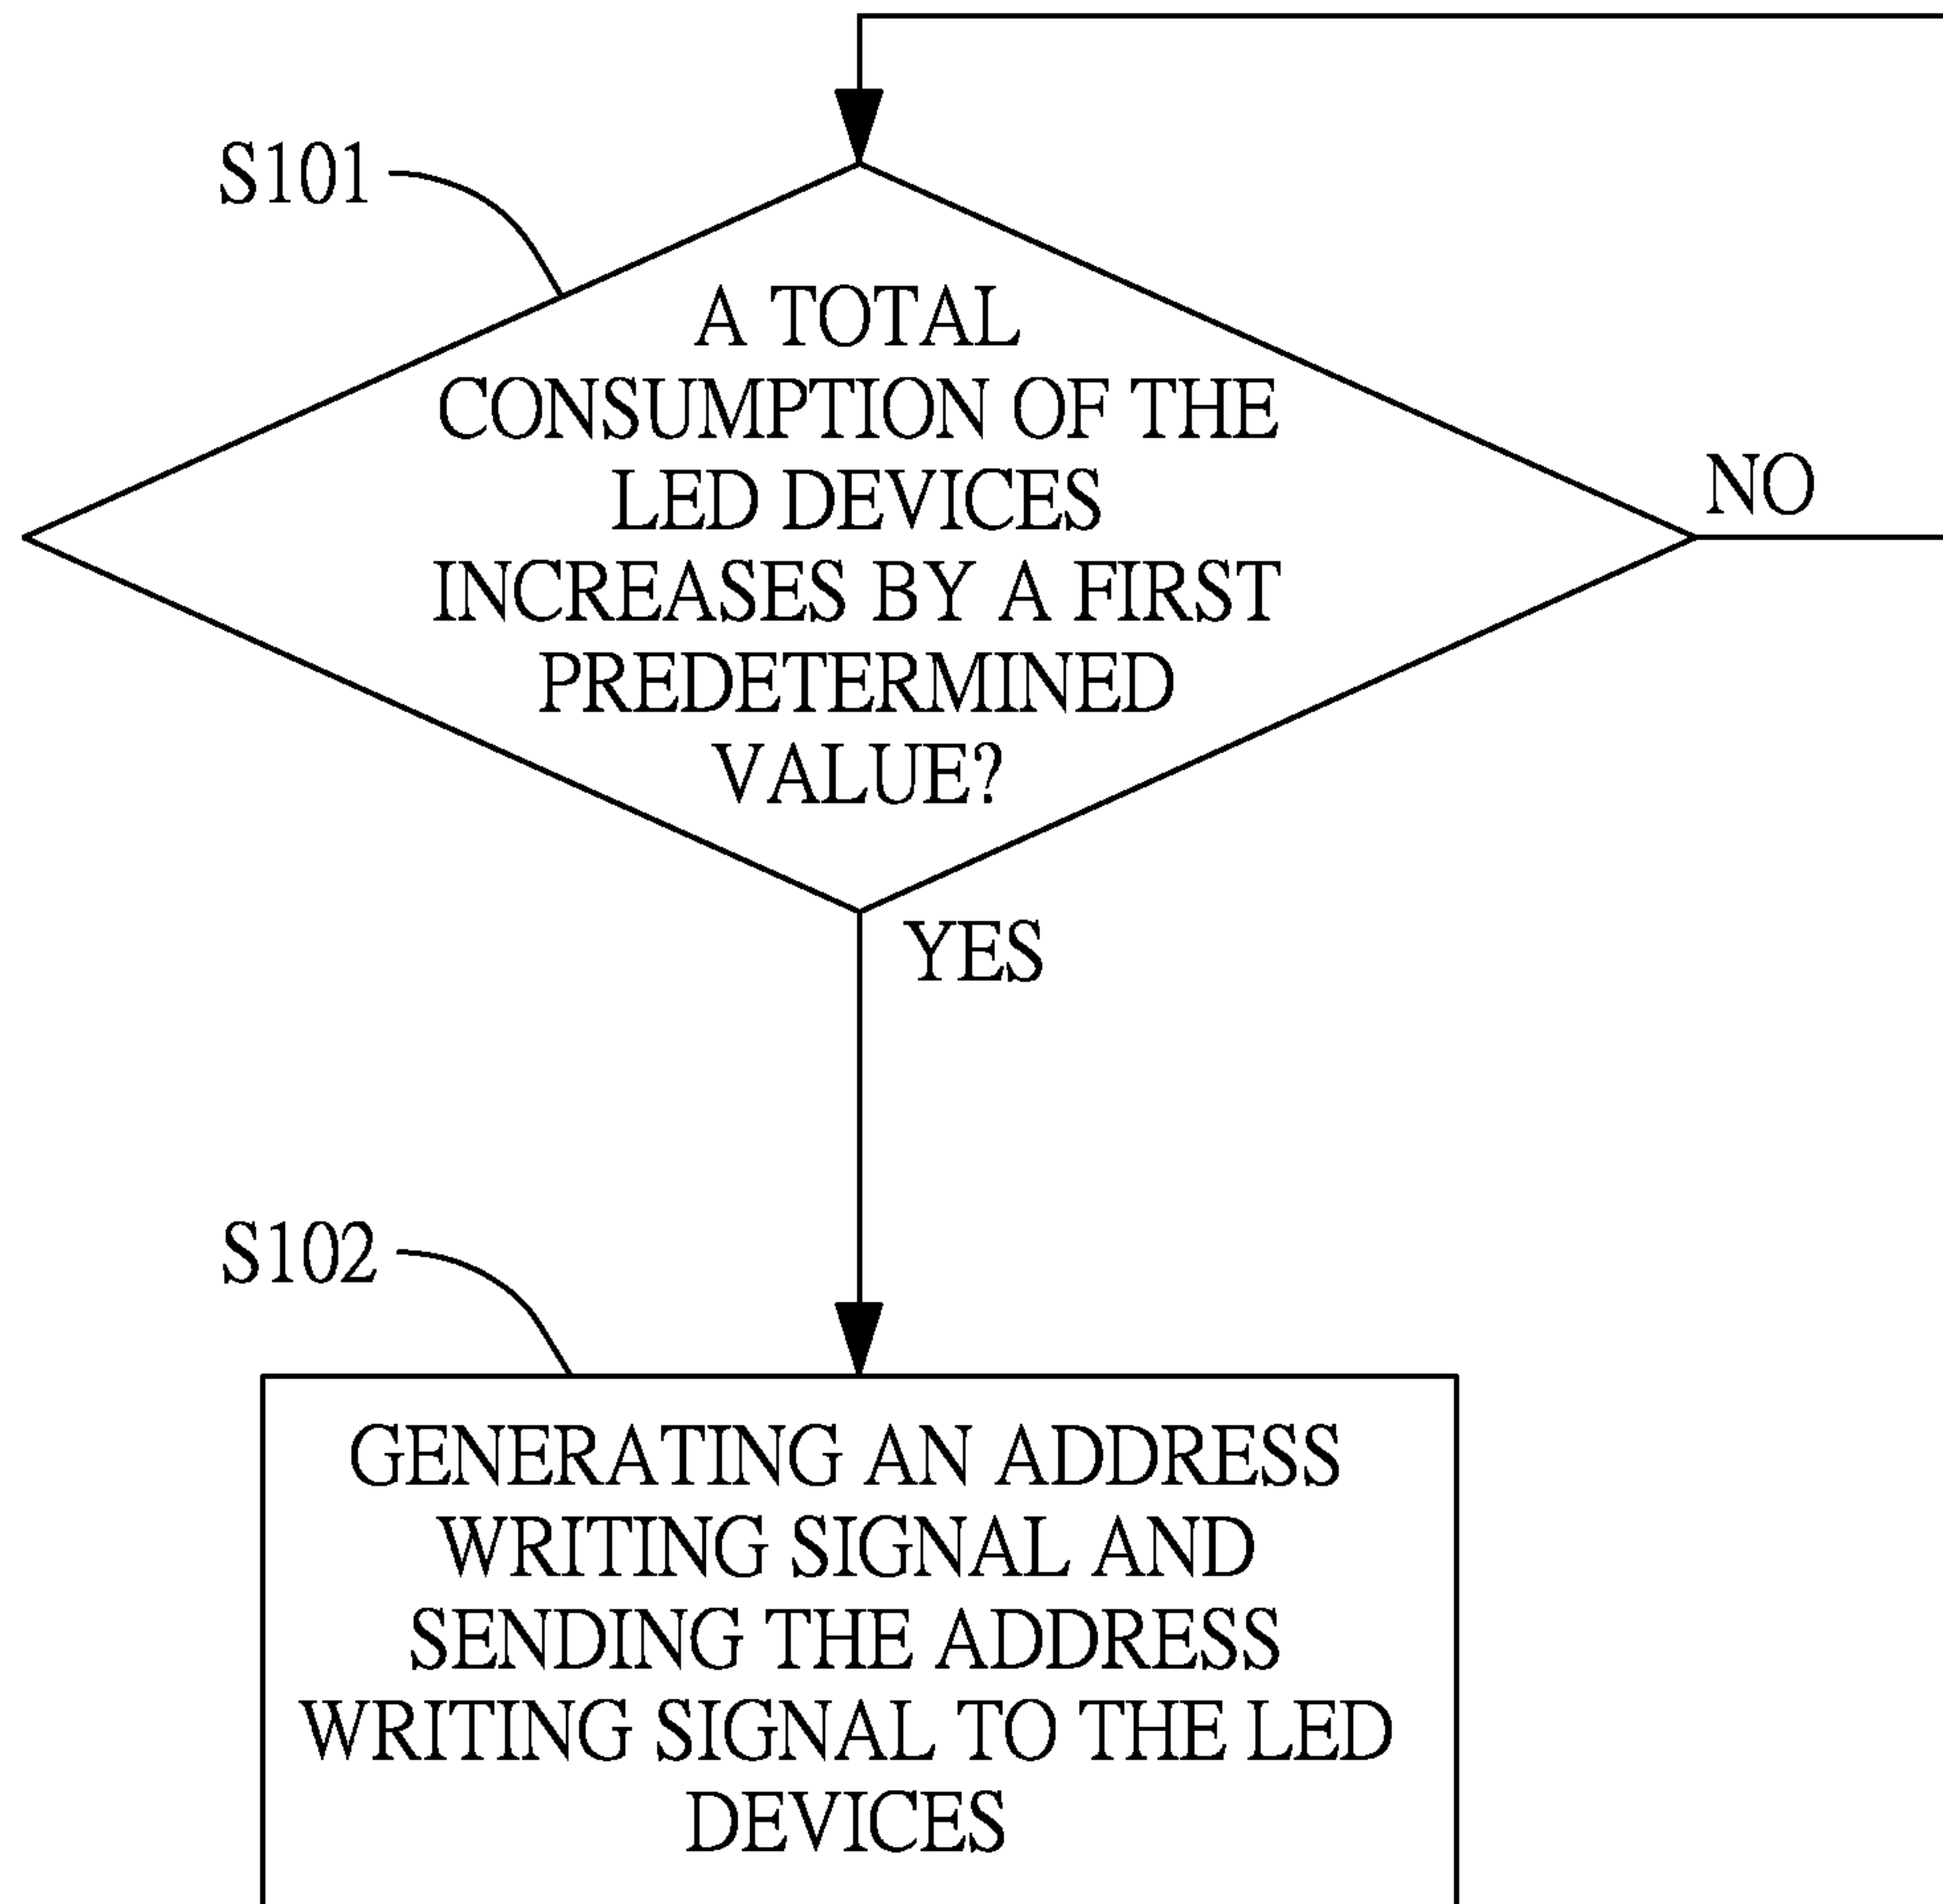 S101
A TOTAL
CONSUMPTION OF THE
LED DEVICES
INCREASES BY A FIRST
PREDETERMINED
VALUE?
NO
YES
S102
GENERATING AN ADDRESS
WRITING SIGNAL AND
SENDING THE ADDRESS
WRITING SIGNAL TO THE LED
DEVICES